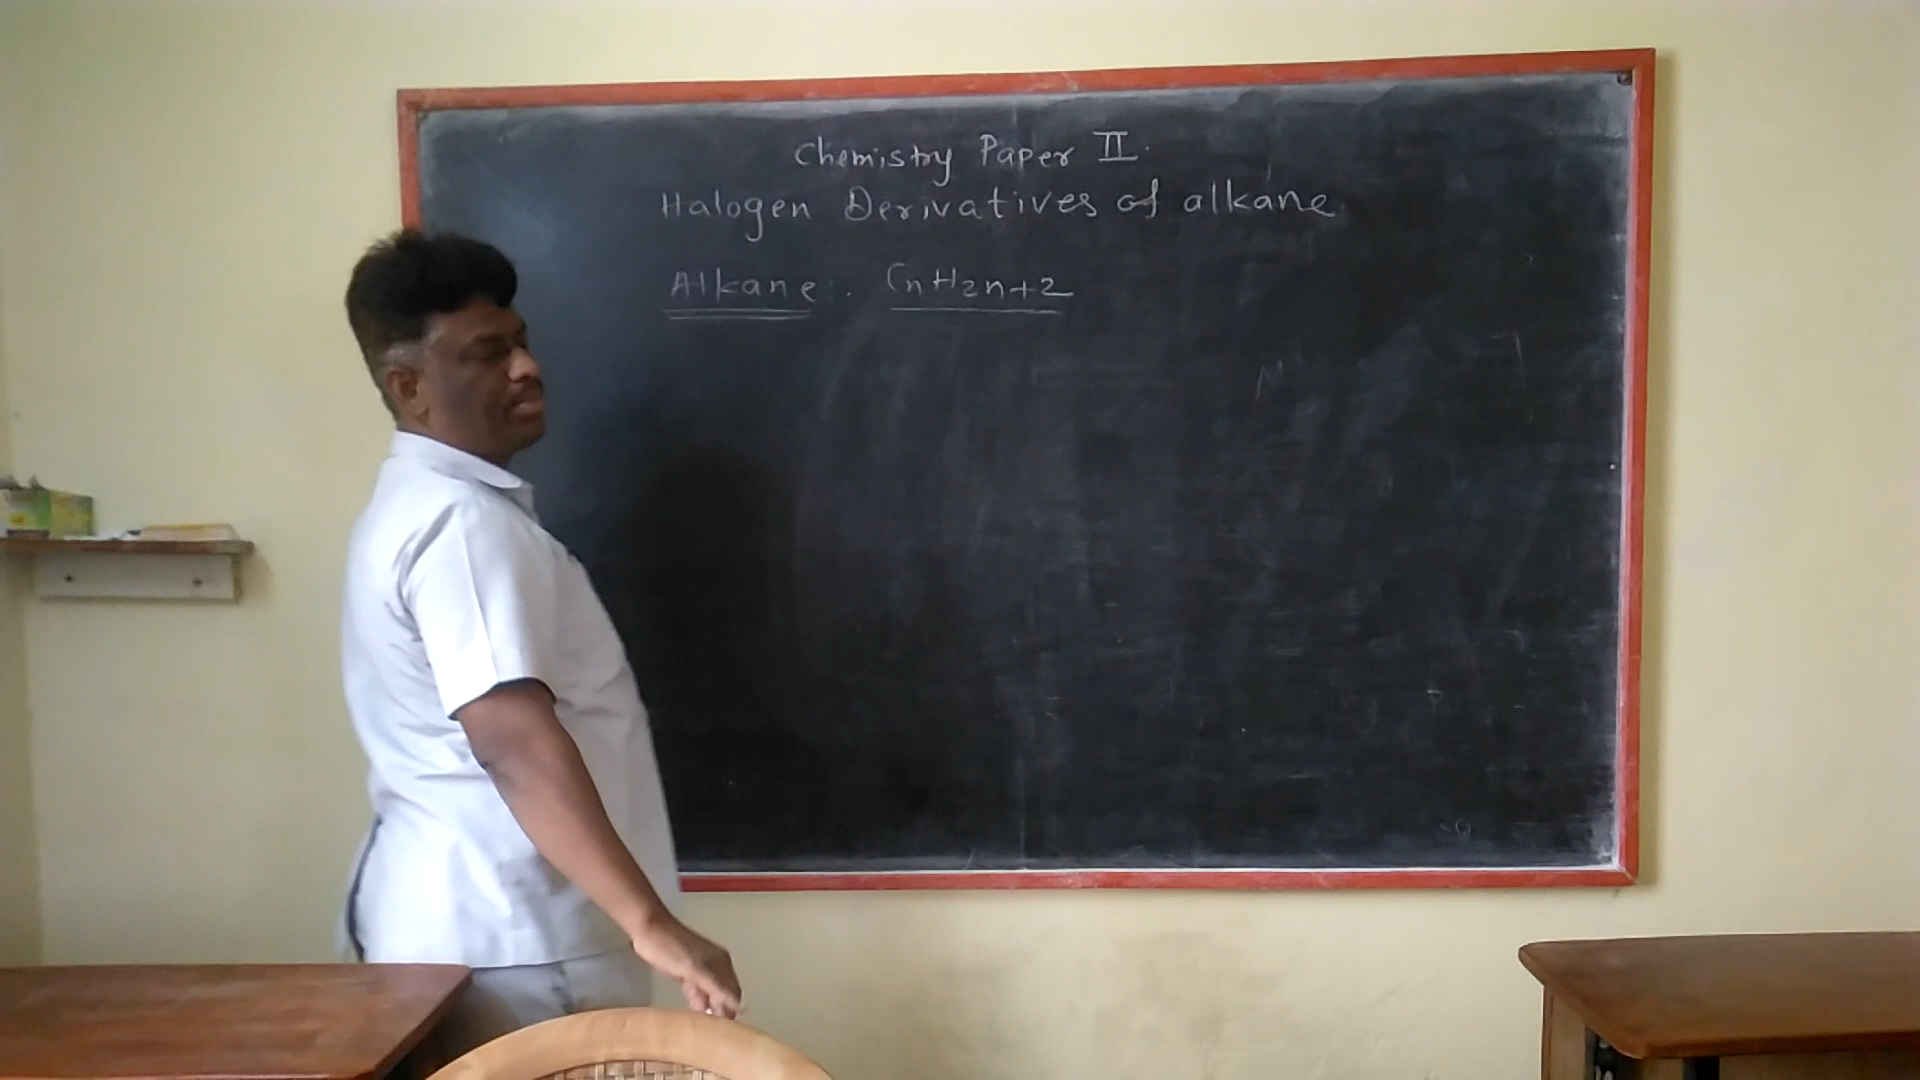 Chemistry Paper II.
Halogen Derivatives of alkane
Alkane:. CnH2n+2